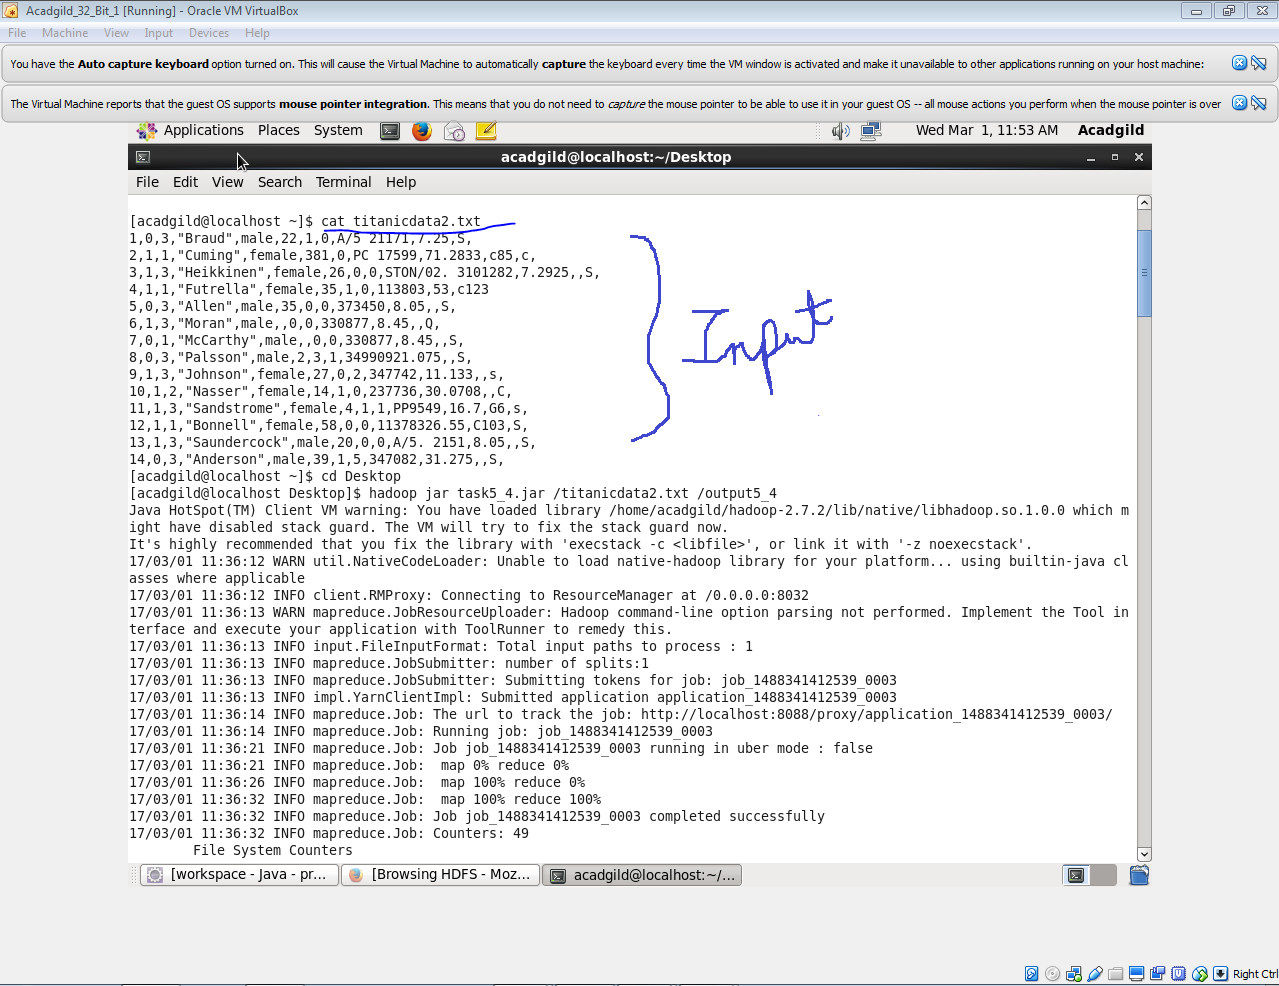 Acadgild_32_Bit_1 [Running] - Oracle VM VirtualBox
File Machine View Input Devices Help
You have the Auto capture keyboard option turned on. This will cause the Virtual Machine to automatically capture the keyboard every time the VM window is activated and make it unavailable to other applications running on your host machine:
The Virtual Machine reports that the guest OS supports mouse pointer integration. This means that you do not need to capture the mouse pointer to be able to use it in your guest OS -- all mouse actions you perform when the mouse pointer is over
Applications Places System Wed Mar 1, 11:53 AM Acadgild
acadgild@localhost:~/Desktop
File Edit View Search Terminal Help
[acadgild@localhost ~]$ cat titanicdata2.txt
1,0,3,"Braud",male,22,1,0,A/5 21171,7.25,S,
2,1,1,"Cuming",female,381,0,PC 17599,71.2833,c85,c,
3,1,3,"Heikkinen",female,26,0,0,STON/02. 3101282,7.2925,,S,
4,1,1,"Futrella",female,35,1,0,113803,53,c123
5,0,3,"Allen",male,35,0,0,373450,8.05,,S,
6,1,3,"Moran",male,,0,0,330877,8.45,,Q,
7,0,1,"McCarthy",male,,0,0,330877,8.45,,S,
8,0,3,"Palsson",male,2,3,1,34990921.075,,S,
9,1,3,"Johnson",female,27,0,2,347742,11.133,,s,
10,1,2,"Nasser",female,14,1,0,237736,30.0708,,C,
11,1,3,"Sandstrome",female,4,1,1,PP9549,16.7,G6,s,
12,1,1,"Bonnell",female,58,0,0,11378326.55,C103,S,
13,1,3,"Saundercock",male,20,0,0,A/5. 2151,8.05,,S,
14,0,3,"Anderson",male,39,1,5,347082,31.275,,S,
Input
[acadgild@localhost ~]$ cd Desktop
[acadgild@localhost Desktop]$ hadoop jar task5_4.jar /titanicdata2.txt /output5_4
Java HotSpot(TM) Client VM warning: You have loaded library /home/acadgild/hadoop-2.7.2/lib/native/libhadoop.so.1.0.0 which m
ight have disabled stack guard. The VM will try to fix the stack guard now.
It's highly recommended that you fix the library with 'execstack -c <libfile>', or link it with '-z noexecstack'.
17/03/01 11:36:12 WARN util.NativeCodeLoader: Unable to load native-hadoop library for your platform... using builtin-java cl
asses where applicable
17/03/01 11:36:12 INFO client.RMProxy: Connecting to ResourceManager at /0.0.0.0:8032
17/03/01 11:36:13 WARN mapreduce.JobResourceUploader: Hadoop command-line option parsing not performed. Implement the Tool in
terface and execute your application with ToolRunner to remedy this.
17/03/01 11:36:13 INFO input.FileInputFormat: Total input paths to process : 1
17/03/01 11:36:13 INFO mapreduce.JobSubmitter: number of splits:1
17/03/01 11:36:13 INFO mapreduce.JobSubmitter: Submitting tokens for job: job_1488341412539_0003
17/03/01 11:36:13 INFO impl.YarnClientImpl: Submitted application application_1488341412539_0003
17/03/01 11:36:14 INFO mapreduce.Job: The url to track the job: http://localhost:8088/proxy/application_1488341412539_0003/
17/03/01 11:36:14 INFO mapreduce.Job: Running job: job_1488341412539_0003
17/03/01 11:36:21 INFO mapreduce.Job: Job job_1488341412539_0003 running in uber mode : false
17/03/01 11:36:21 INFO mapreduce.Job:  map 0% reduce 0%
17/03/01 11:36:26 INFO mapreduce.Job:  map 100% reduce 0%
17/03/01 11:36:32 INFO mapreduce.Job:  map 100% reduce 100%
17/03/01 11:36:32 INFO mapreduce.Job: Job job_1488341412539_0003 completed successfully
17/03/01 11:36:32 INFO mapreduce.Job: Counters: 49
File System Counters
[workspace - Java - pr... [Browsing HDFS - Moz... acadgild@localhost:~/...
Right Ctrl